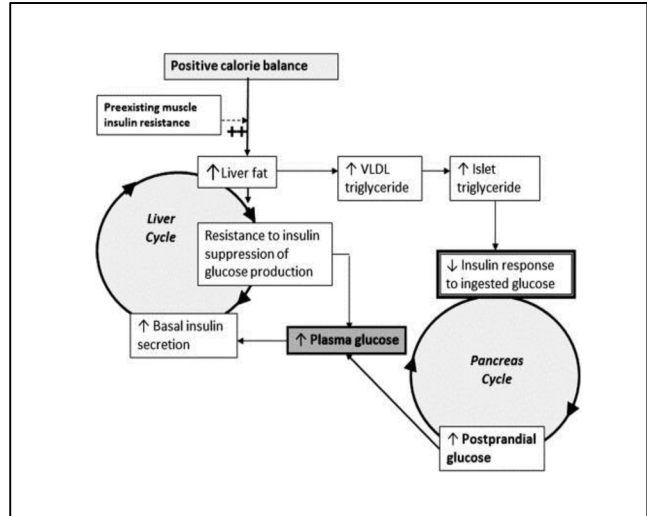 Positive calorie balance
Preexisting muscle
insulin resistance
++
↑ Liver fat
↑ VLDL
triglyceride
↑ Islet
triglyceride
Liver
Cycle
Resistance to insulin
suppression of
glucose production
↓ Insulin response
to ingested glucose
↑ Basal insulin
secretion
↑ Plasma glucose
Pancreas
Cycle
↑ Postprandial
glucose